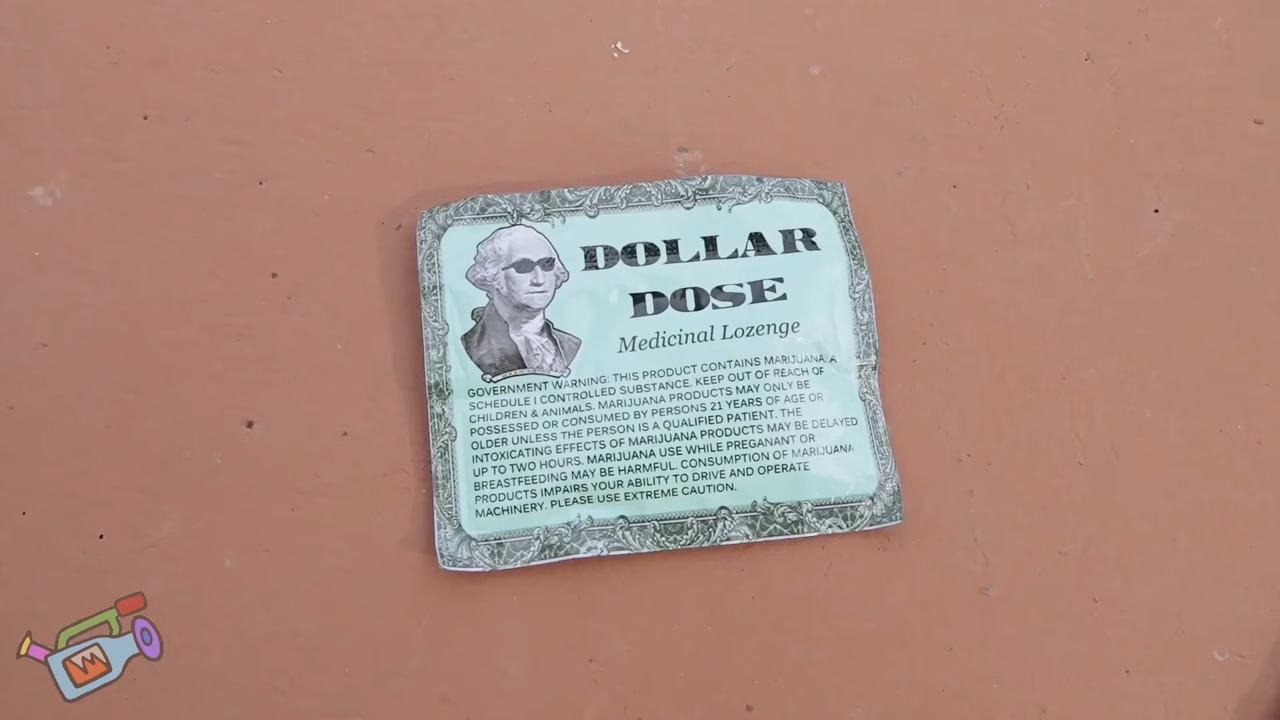 DOLLAR
DOSE
Medicinal Lozenge
GOVERNMENT WARNING: THIS PRODUCT CONTAINS MARIJUANA. A
SCHEDULE I CONTROLLED SUBSTANCE. KEEP OUT OF REACH OF
CHILDREN & ANIMALS. MARIJUANA PRODUCTS MAY ONLY BE
POSSESSED OR CONSUMED BY PERSONS 21 YEARS OF AGE OR
OLDER UNLESS THE PERSON IS A QUALIFIED PATIENT. THE
INTOXICATING EFFECTS OF MARIJUANA PRODUCTS MAY BE DELAYED
UP TO TWO HOURS. MARIJUANA USE WHILE PREGANANT OR
BREASTFEEDING MAY BE HARMFUL. CONSUMPTION OF MARIJUANA
PRODUCTS IMPAIRS YOUR ABILITY TO DRIVE AND OPERATE
MACHINERY. PLEASE USE EXTREME CAUTION.